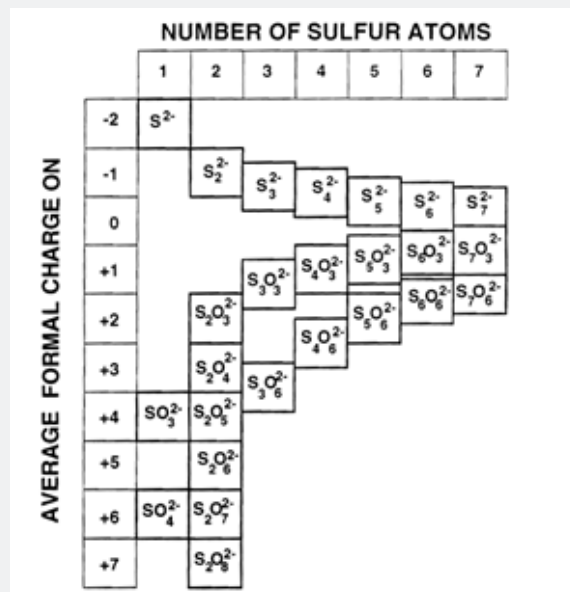 NUMBER OF SULFUR ATOMS
1 2 3 4 5 6 7
AVERAGE FORMAL CHARGE ON
-2 S²⁻
-1 S₂²⁻ S₃²⁻ S₄²⁻ S₅²⁻ S₆²⁻ S₇²⁻
0
+1 S₃O₃²⁻ S₄O₃²⁻ S₅O₃²⁻ S₆O₃²⁻ S₇O₃²⁻
+2 S₂O₃²⁻ S₄O₆²⁻ S₅O₆²⁻ S₆O₆²⁻ S₇O₆²⁻
+3 S₂O₄²⁻ S₃O₆²⁻
+4 SO₃²⁻ S₂O₅²⁻
+5 S₂O₆²⁻
+6 SO₄²⁻ S₂O₇²⁻
+7 S₂O₈²⁻